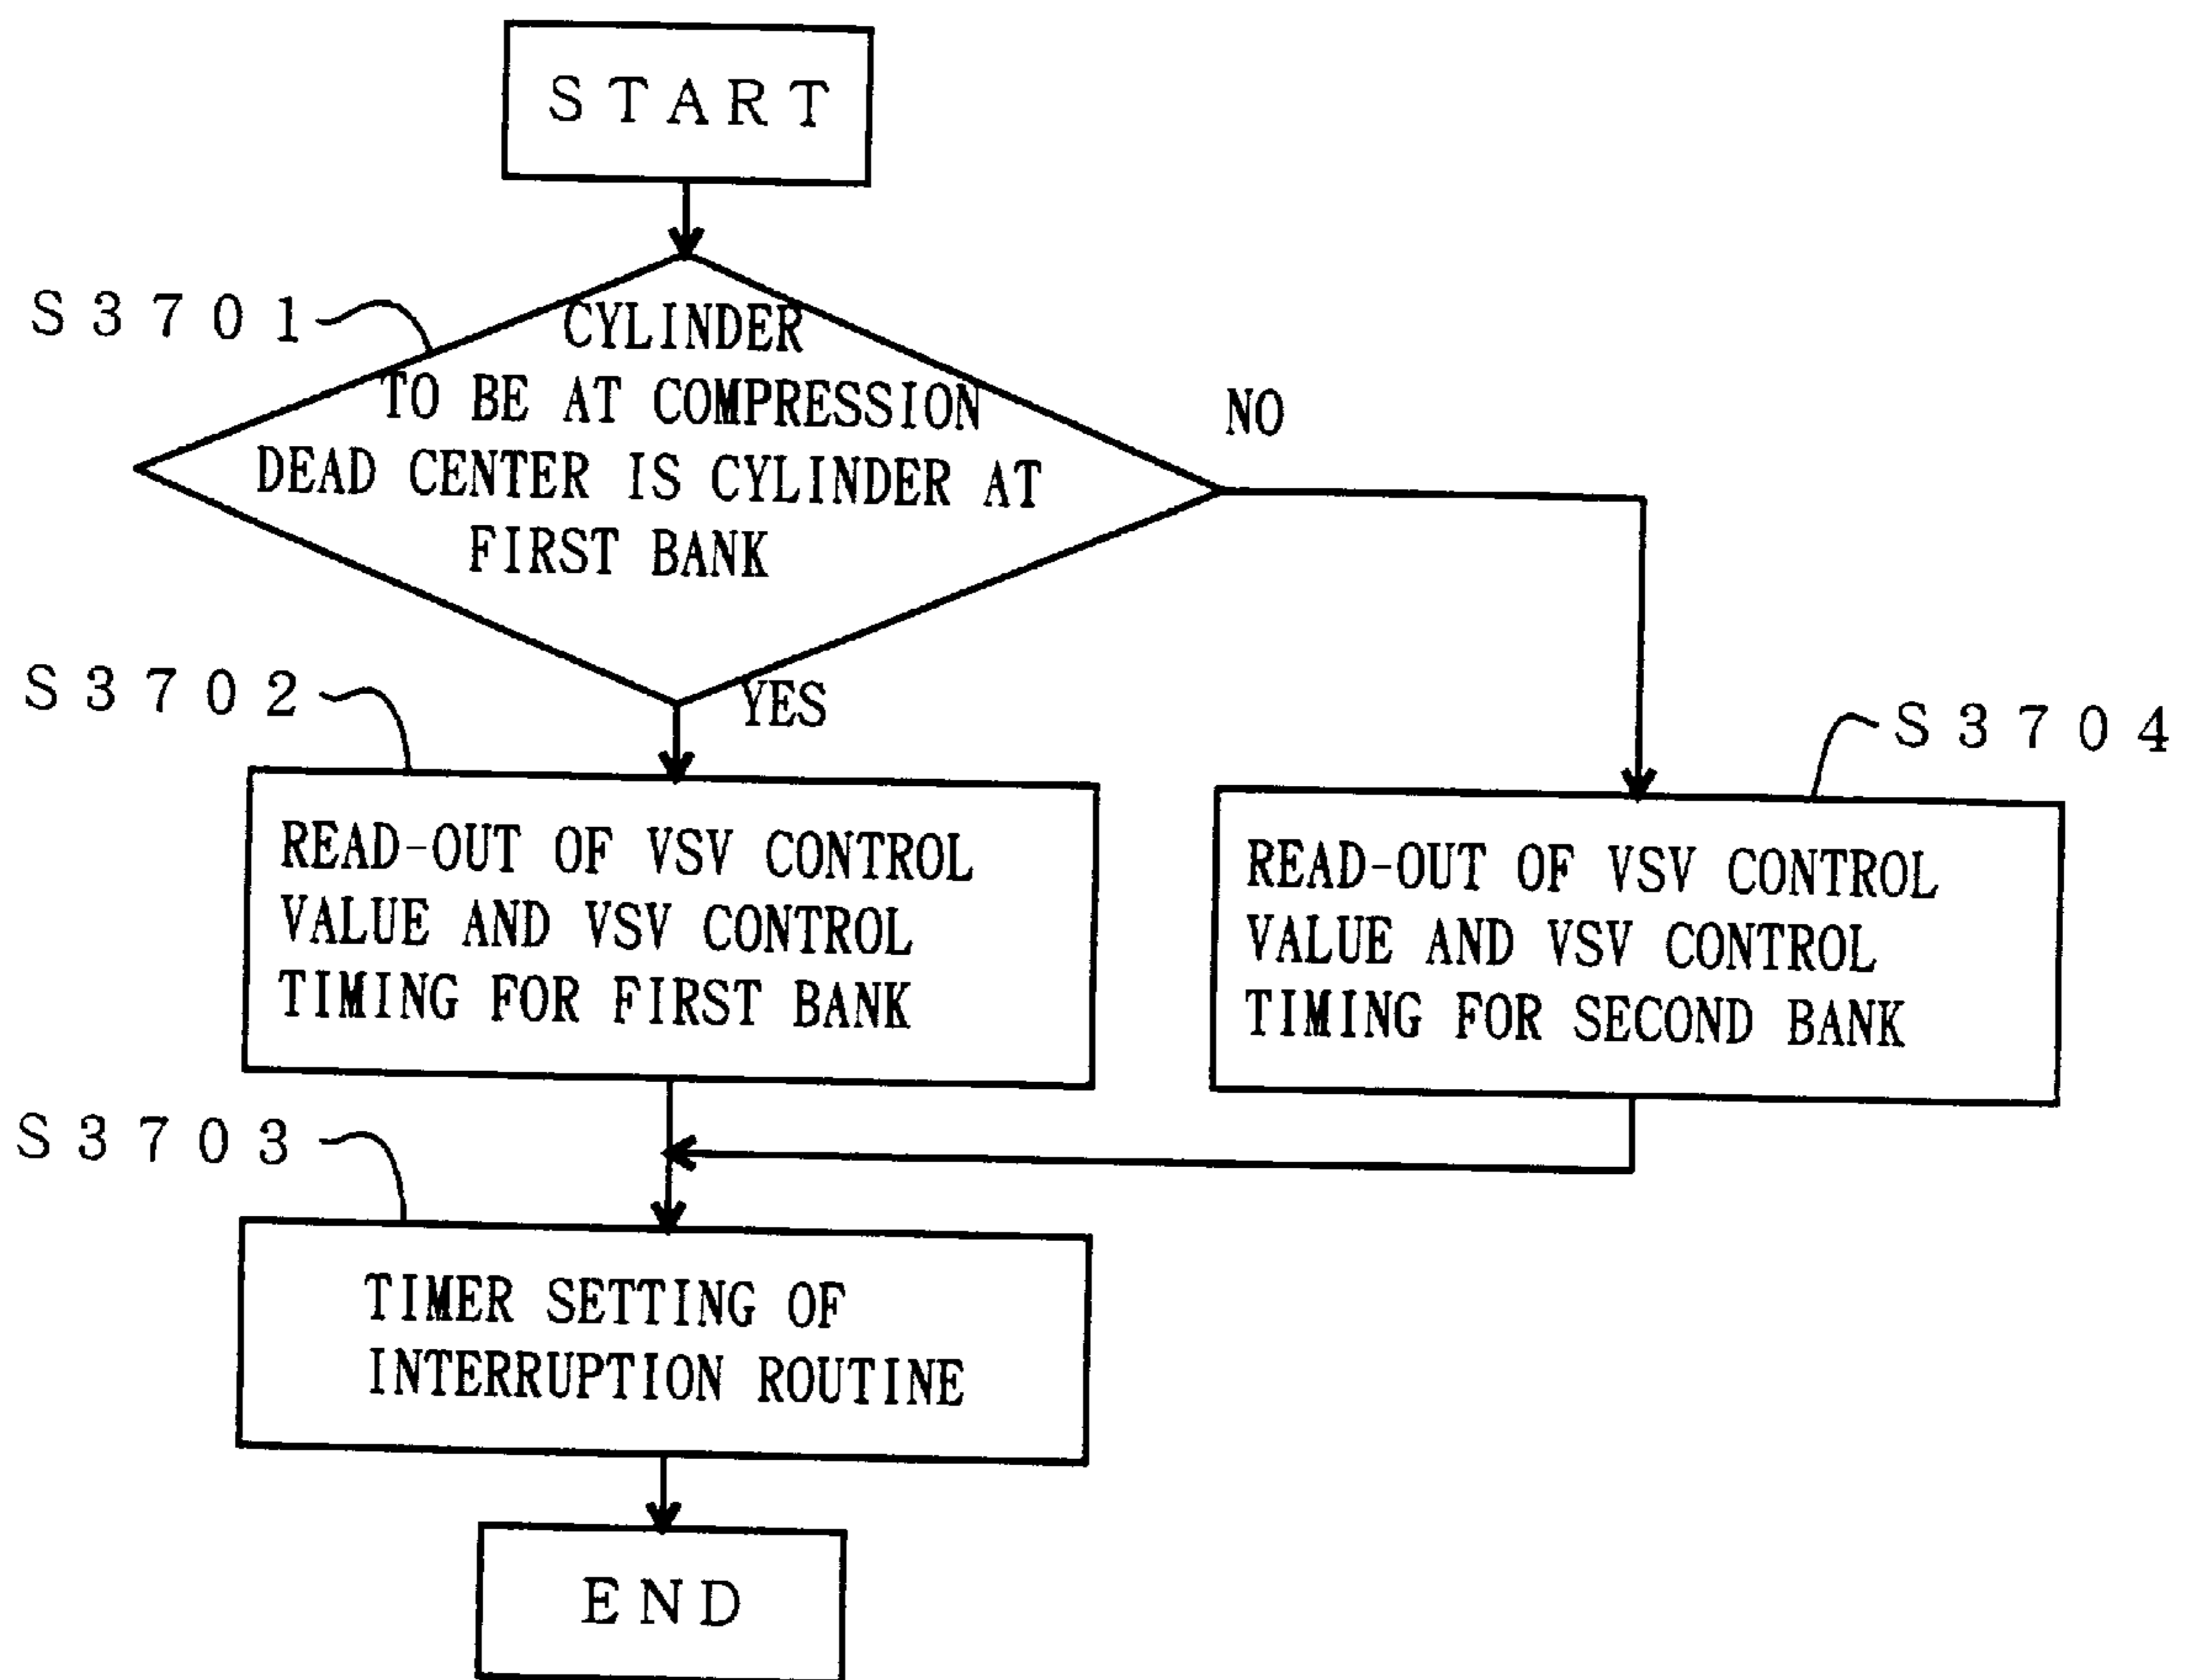 START
S3701
CYLINDER
TO BE AT COMPRESSION
DEAD CENTER IS CYLINDER AT
FIRST BANK
NO
YES
S3702
READ-OUT OF VSV CONTROL
VALUE AND VSV CONTROL
TIMING FOR FIRST BANK
S3704
READ-OUT OF VSV CONTROL
VALUE AND VSV CONTROL
TIMING FOR SECOND BANK
S3703
TIMER SETTING OF
INTERRUPTION ROUTINE
END